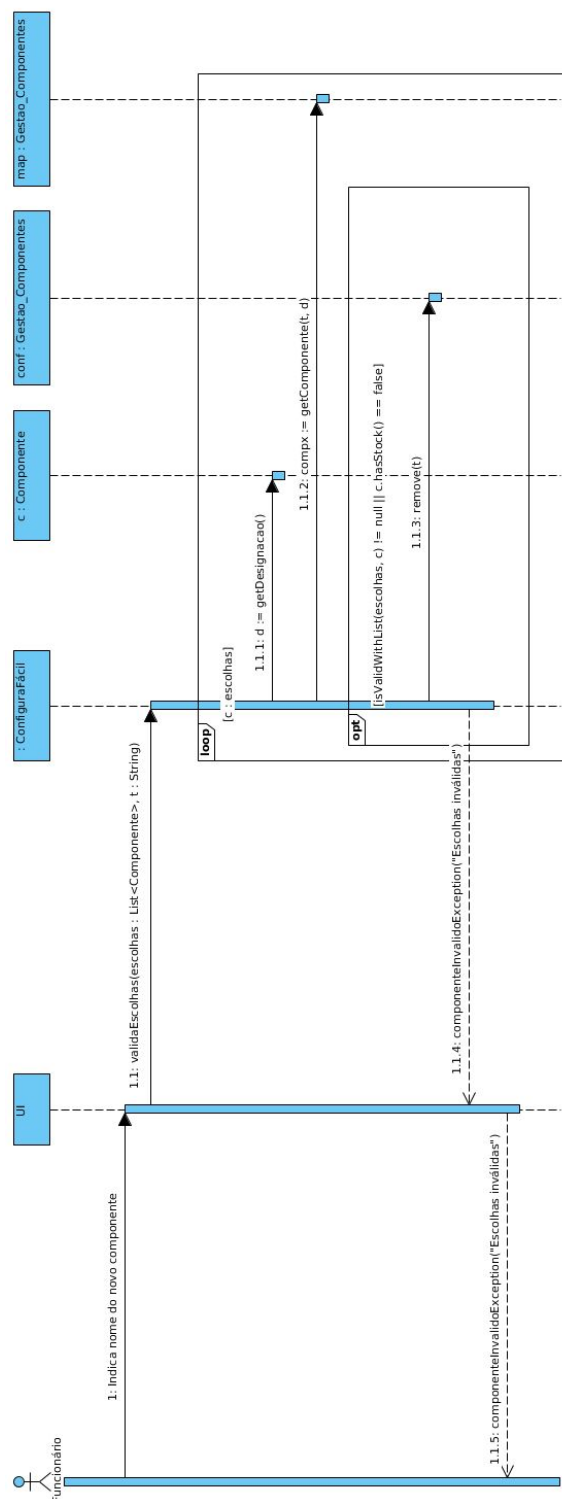 Funcionário
UI
: ConfiguraFácil
c : Componente
conf : Gestao_Componentes
map : Gestao_Componentes
1: Indica nome do novo componente
1.1: validaEscolhas(escolhas : List<Componente>, t : String)
loop
[c : escolhas]
1.1.1: d := getDesignacao()
1.1.2: compx := getComponente(t, d)
opt
[isValidWithList(escolhas, c) != null || c.hasStock() == false]
1.1.3: remove(t)
1.1.4: componenteInvalidoException("Escolhas inválidas")
1.1.5: componenteInvalidoException("Escolhas inválidas")